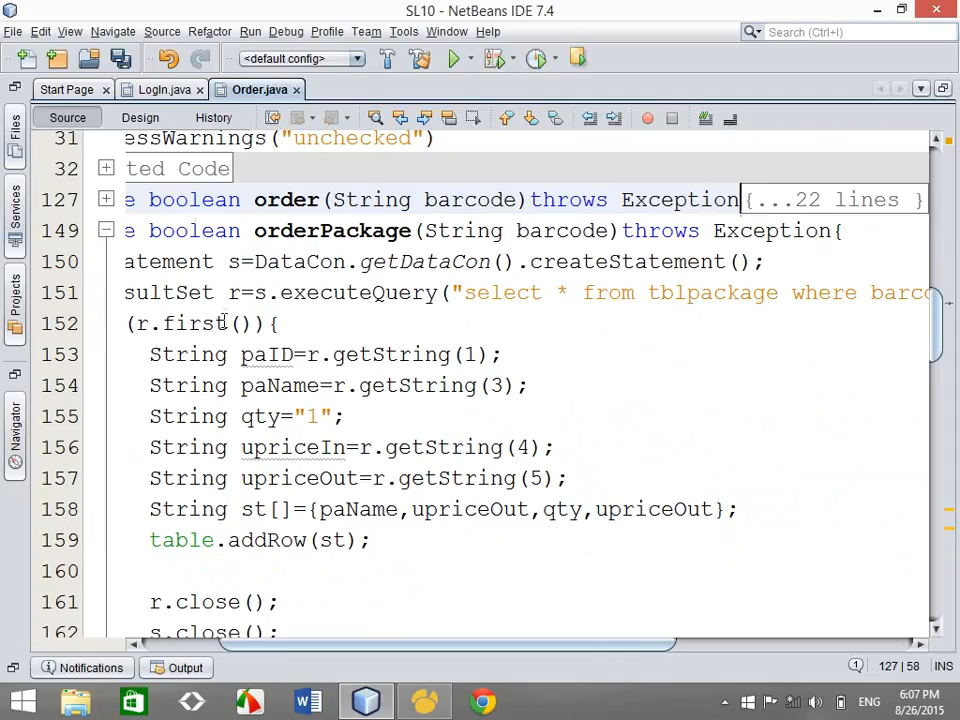 SL10 - NetBeans IDE 7.4
File Edit View Navigate Source Refactor Run Debug Profile Team Tools Window Help
Search (Ctrl+I)
<default config>
Start Page LogIn.java Order.java
Source Design History
Files
Services
Projects
Navigator
31 essWarnings("unchecked")
32 ted Code
127 e boolean order(String barcode)throws Exception{...22 lines }
149 e boolean orderPackage(String barcode)throws Exception{
150 atement s=DataCon.getDataCon().createStatement();
151 sultSet r=s.executeQuery("select * from tblpackage where barco
152 (r.first()){
153 String paID=r.getString(1);
154 String paName=r.getString(3);
155 String qty="1";
156 String upriceIn=r.getString(4);
157 String upriceOut=r.getString(5);
158 String st[]={paName,upriceOut,qty,upriceOut};
159 table.addRow(st);
160
161 r.close();
162 s.close();
Notifications Output 1 127 | 58 INS
ENG 6:07 PM
8/26/2015